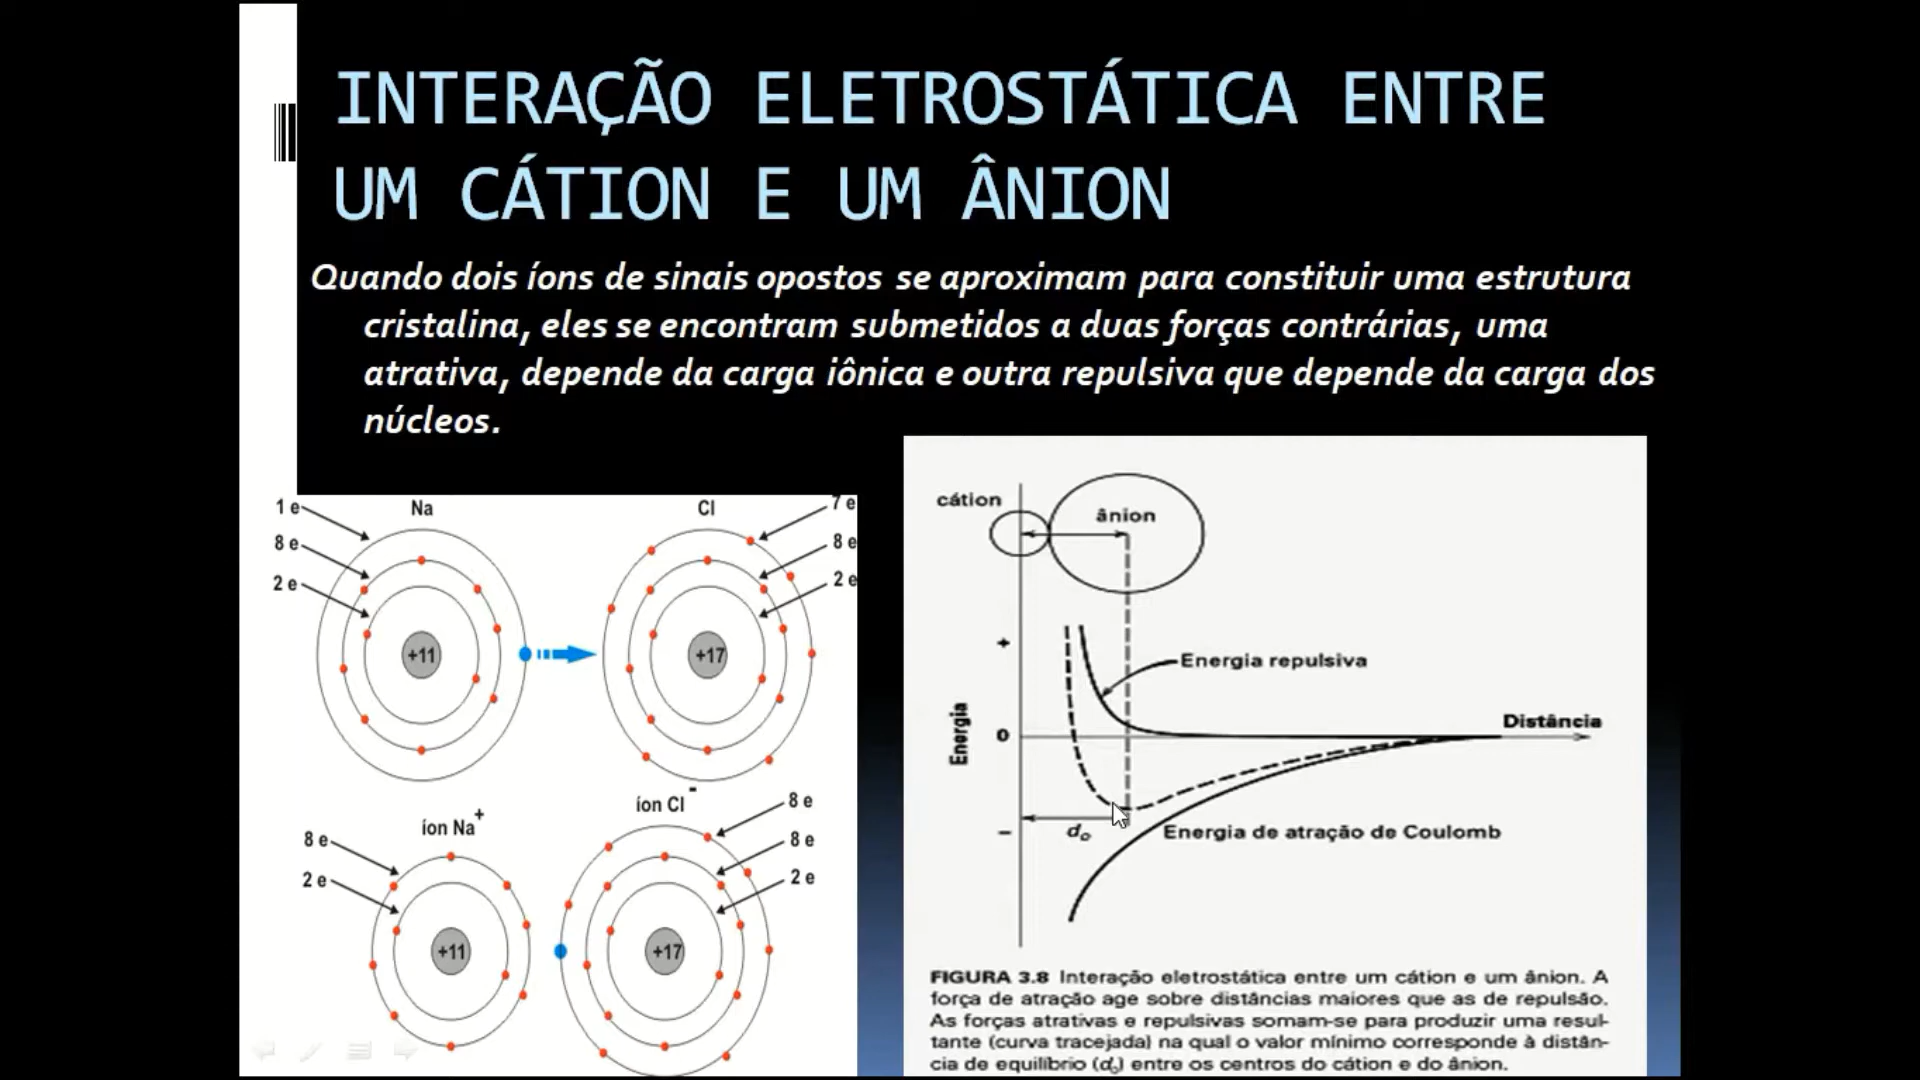 INTERAÇÃO ELETROSTÁTICA ENTRE
UM CÁTION E UM ÂNION
Quando dois íons de sinais opostos se aproximam para constituir uma estrutura
cristalina, eles se encontram submetidos a duas forças contrárias, uma
atrativa, depende da carga iônica e outra repulsiva que depende da carga dos
núcleos.
1 e
8 e
2 e
Na
+11
Cl
7 e
8 e
2 e
+17
íon Na+
8 e
2 e
+11
íon Cl-
8 e
8 e
2 e
+17
cátion
ânion
+
Energia repulsiva
Distância
Energia
0
−
do
Energia de atração de Coulomb
FIGURA 3.8 Interação eletrostática entre um cátion e um ânion. A
força de atração age sobre distâncias maiores que as de repulsão.
As forças atrativas e repulsivas somam-se para produzir uma resul-
tante (curva tracejada) na qual o valor mínimo corresponde à distân-
cia de equilíbrio (do) entre os centros do cátion e do ânion.